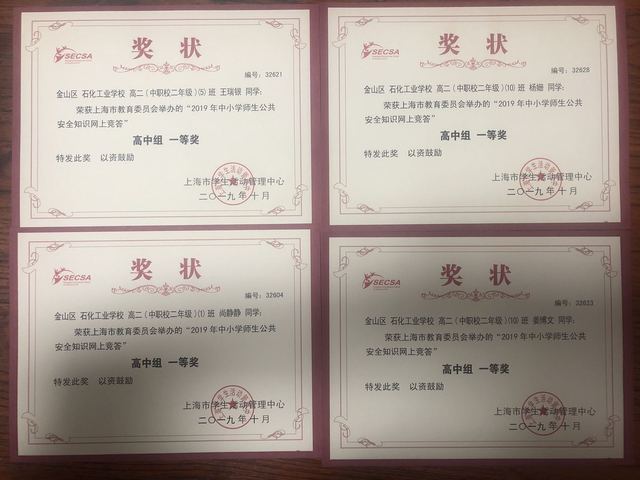 SECSA
奖 状
编号：32621
金山区 石化工业学校 高二（中职校二年级）(5) 班 王瑞银 同学：
荣获上海市教育委员会举办的“2019 年中小学师生公共
安全知识网上竞答”
高中组 一等奖
特发此奖 以资鼓励
上海市学生活动管理中心
二〇一九年十月
SECSA
奖 状
编号：32628
金山区 石化工业学校 高二（中职校二年级）(10) 班 杨姗 同学：
荣获上海市教育委员会举办的“2019 年中小学师生公共
安全知识网上竞答”
高中组 一等奖
特发此奖 以资鼓励
上海市学生活动管理中心
二〇一九年十月
SECSA
奖 状
编号：32604
金山区 石化工业学校 高二（中职校二年级）(1) 班 尚静静 同学：
荣获上海市教育委员会举办的“2019 年中小学师生公共
安全知识网上竞答”
高中组 一等奖
特发此奖 以资鼓励
上海市学生活动管理中心
二〇一九年十月
SECSA
奖 状
编号：32633
金山区 石化工业学校 高二（中职校二年级）(10) 班 姜博文 同学：
荣获上海市教育委员会举办的“2019 年中小学师生公共
安全知识网上竞答”
高中组 一等奖
特发此奖 以资鼓励
上海市学生活动管理中心
二〇一九年十月